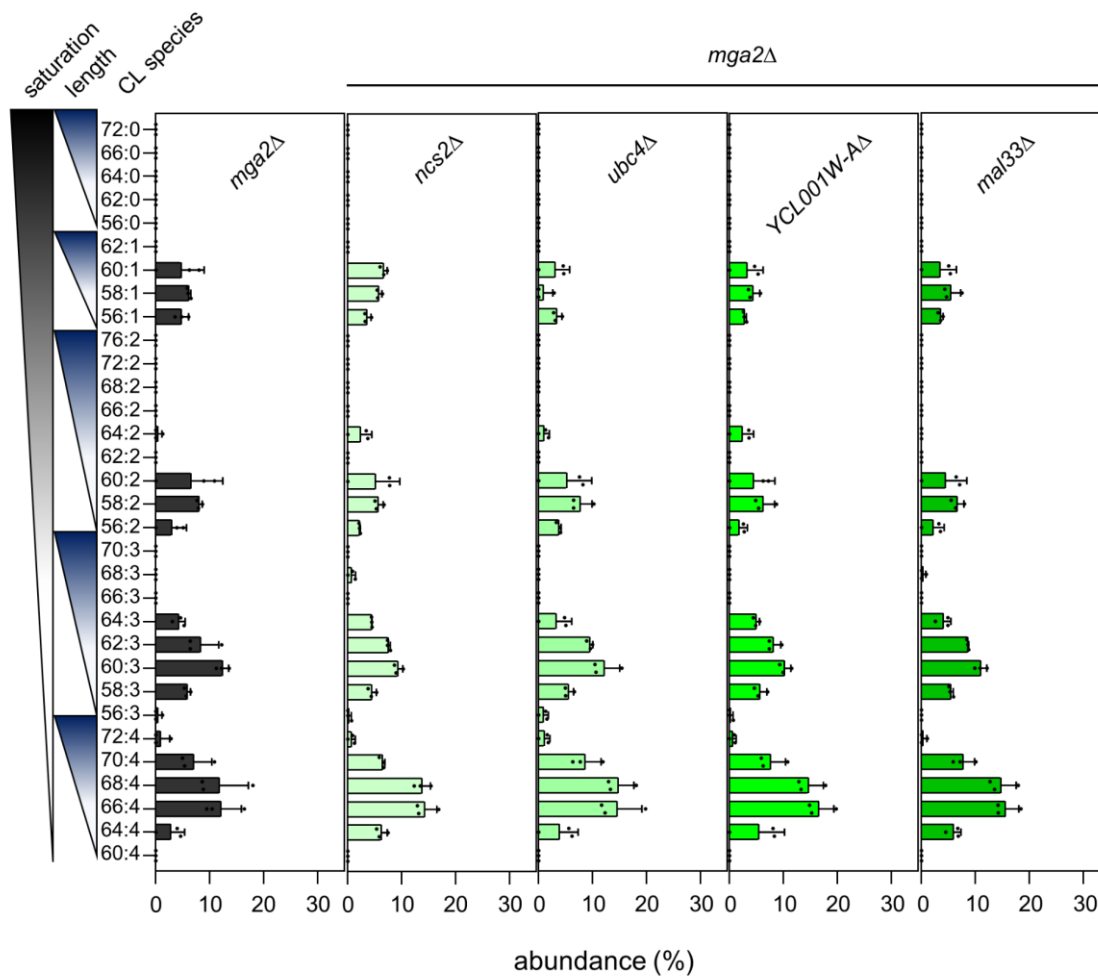 saturation
length
CL species
mga2Δ
mga2Δ
ncs2Δ
ubc4Δ
YCL001W-AΔ
mal33Δ
72:0
66:0
64:0
62:0
56:0
62:1
60:1
58:1
56:1
76:2
72:2
68:2
66:2
64:2
62:2
60:2
58:2
56:2
70:3
68:3
66:3
64:3
62:3
60:3
58:3
56:3
72:4
70:4
68:4
66:4
64:4
60:4
0 10 20 30 0 10 20 30 0 10 20 30 0 10 20 30 0 10 20 30
abundance (%)